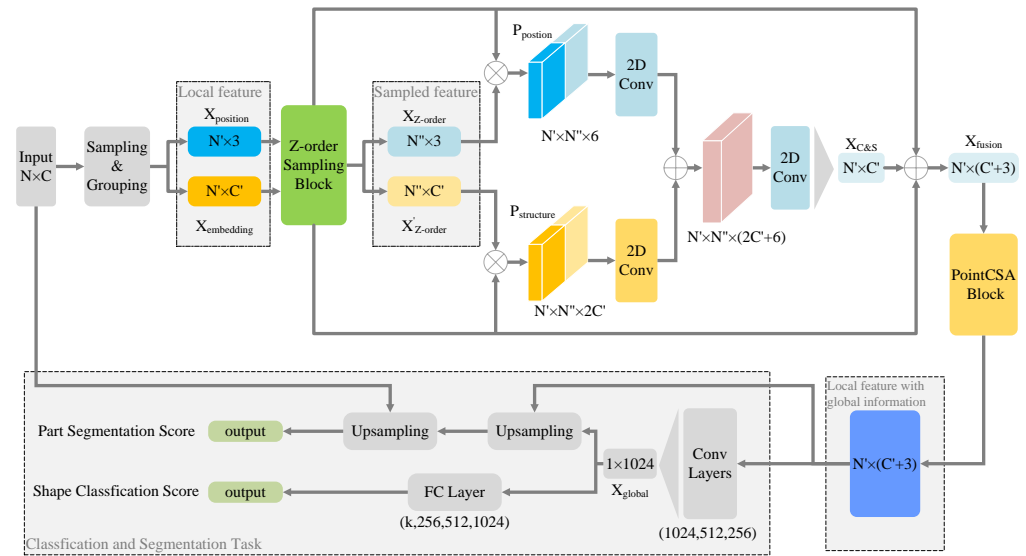 Input
N×C
Sampling
&
Grouping
Local feature
X_position
N'×3
N'×C'
X_embedding
Z-order
Sampling
Block
Sampled feature
X_Z-order
N''×3
N''×C'
X'_Z-order
P_postion
N'×N''×6
2D
Conv
P_structure
N'×N''×2C'
2D
Conv
N'×N''×(2C'+6)
2D
Conv
X_C&S
N'×C'
X_fusion
N'×(C'+3)
PointCSA
Block
Local feature with
global information
N'×(C'+3)
Conv
Layers
(1024,512,256)
1×1024
X_global
Upsampling
Upsampling
output
Part Segmentation Score
FC Layer
(k,256,512,1024)
output
Shape Classfication Score
Classfication and Segmentation Task